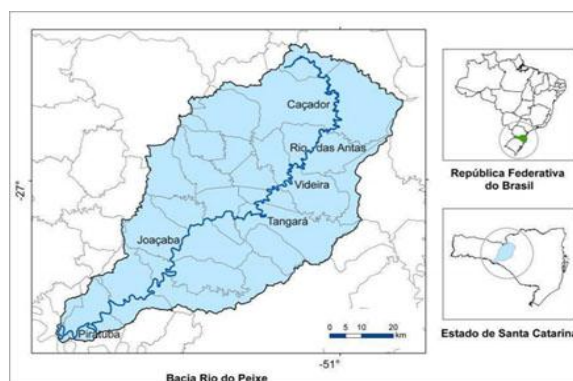 Caçador
Rio das Antas
-27°
Videira
Tangará
Joaçaba
Piratuba
0 5 10 20
km
-51°
Bacia Rio do Peixe
República Federativa
do Brasil
Estado de Santa Catarina